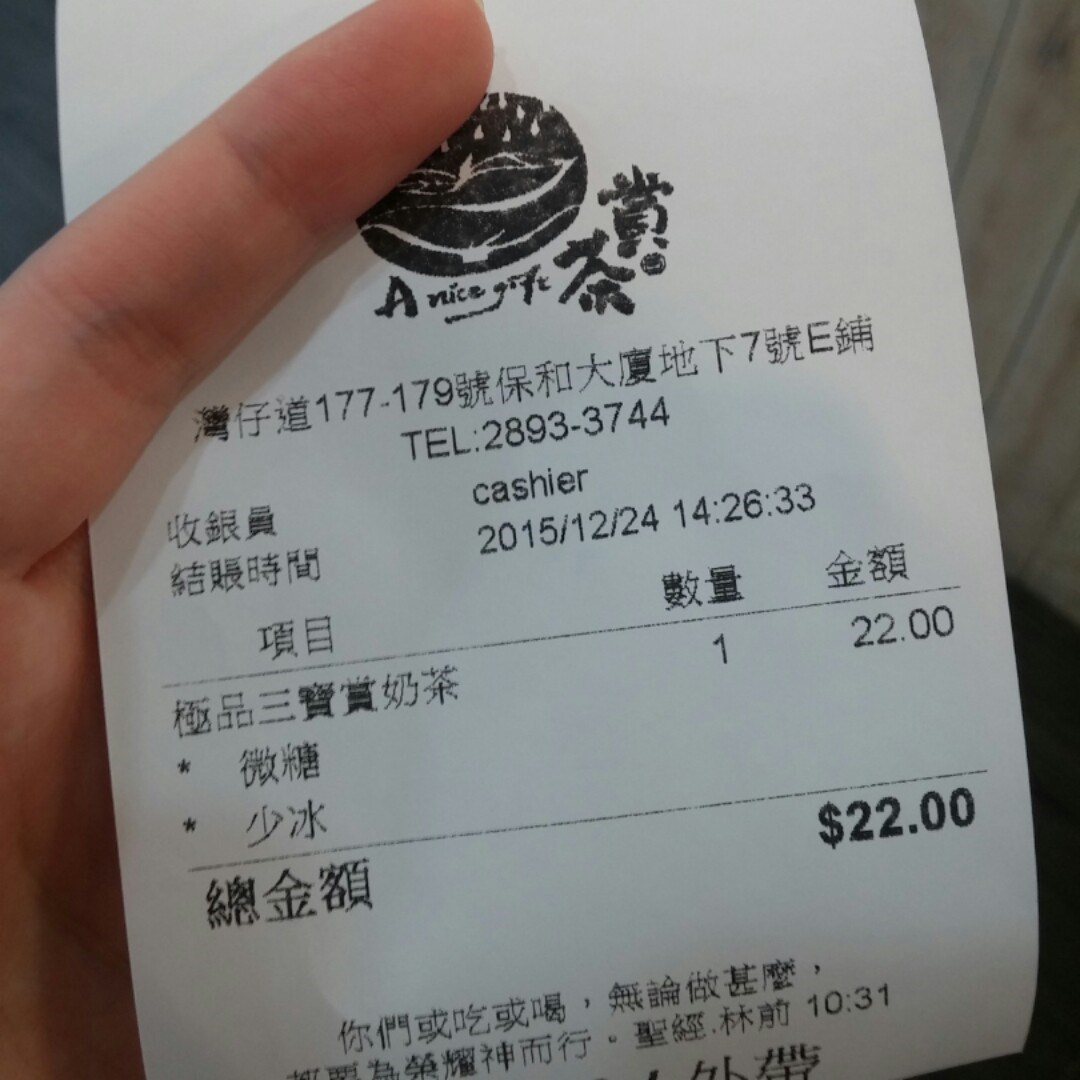 A nice gift 賞茶
灣仔道177-179號保和大廈地下7號E鋪
TEL:2893-3744
收銀員 cashier
結賬時間 2015/12/24 14:26:33
項目 數量 金額
極品三寶賞奶茶 1 22.00
* 微糖
* 少冰
總金額 $22.00
你們或吃或喝，無論做甚麼，
都要為榮耀神而行。聖經.林前 10:31
外帶